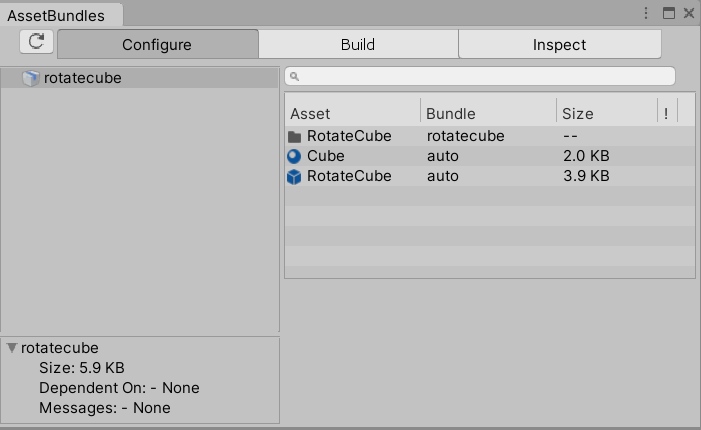 AssetBundles
Configure Build Inspect
rotatecube
Asset Bundle Size !
RotateCube rotatecube --
Cube auto 2.0 KB
RotateCube auto 3.9 KB
rotatecube
Size: 5.9 KB
Dependent On: - None
Messages: - None